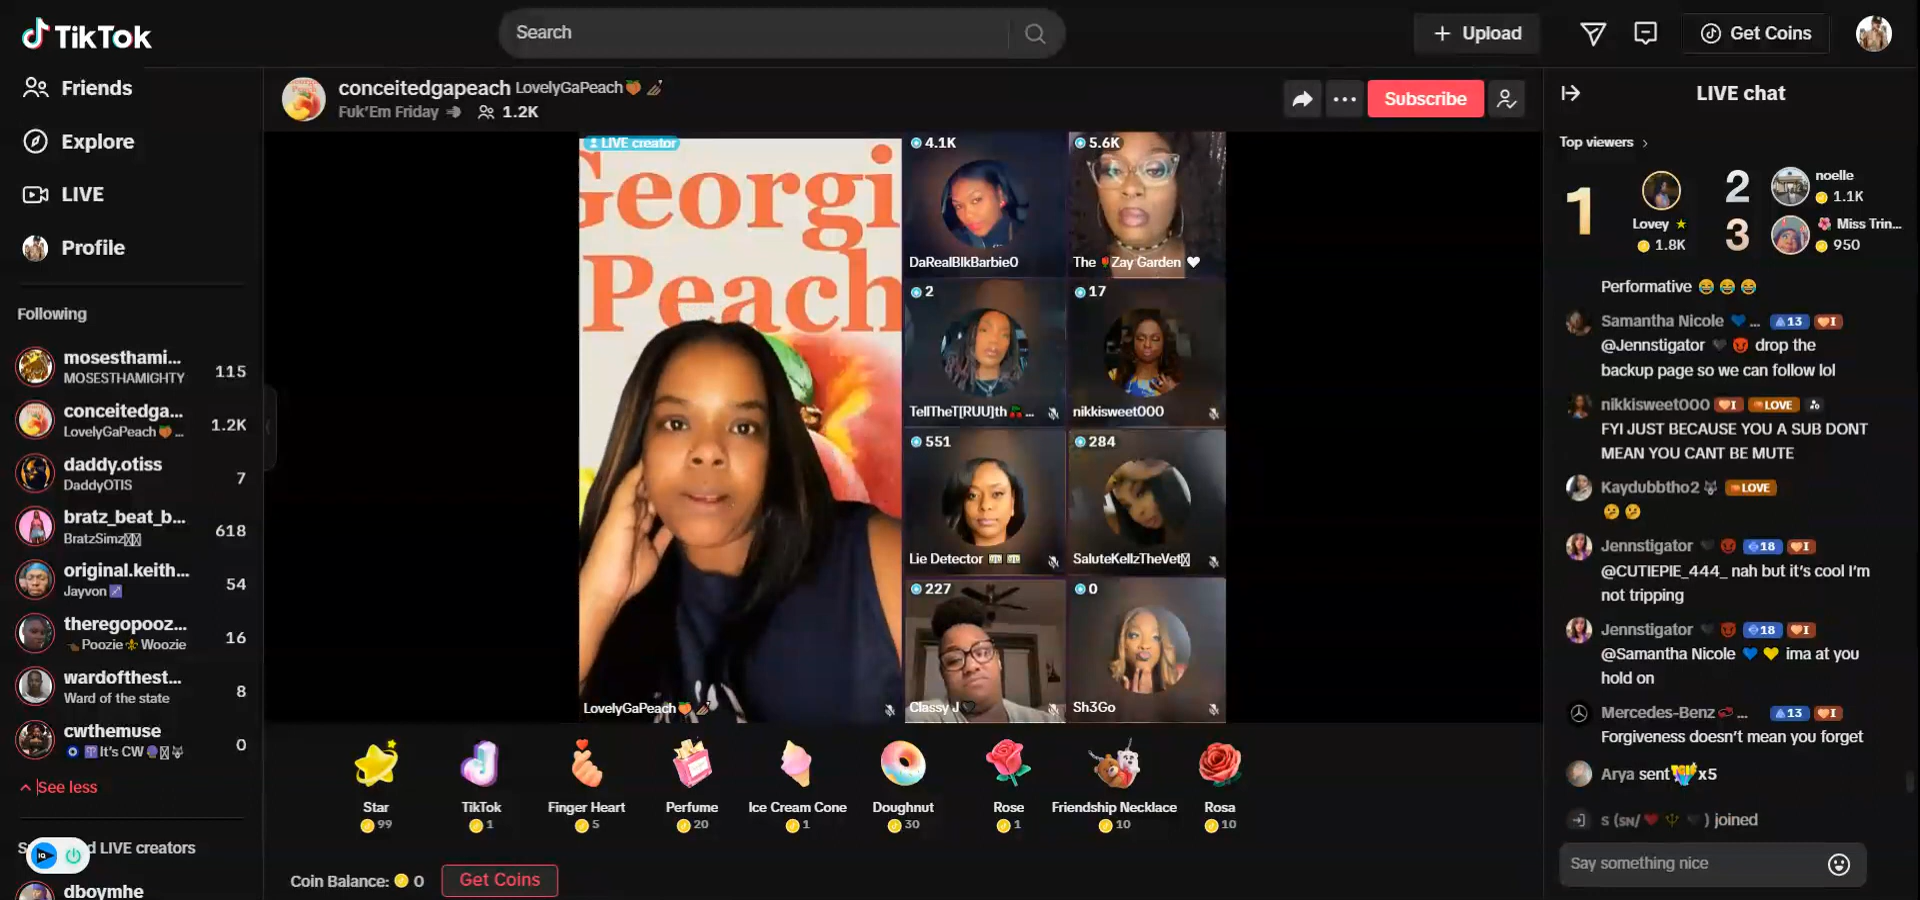 TikTok
Search
Upload
Get Coins
Friends
Explore
LIVE
Profile
Following
mosesthami...
MOSESTHAMIGHTY
115
conceitedga...
LovelyGaPeach🍑...
1.2K
daddy.otiss
DaddyOTIS
7
bratz_beat_b...
BratzSimz
618
original.keith...
Jayvon
54
theregopooz...
Poozie⚜️Woozie
16
wardofthest...
Ward of the state
8
cwthemuse
It's CW
0
See less
d LIVE creators
dboymhe
conceitedgapeach LovelyGaPeach🍑
Fuk'Em Friday 1.2K
Subscribe
LIVE creator
Georgi
Peach
LovelyGaPeach🍑
4.1K
DaRealBlkBarbie0
5.6K
The 🌹Zay Garden 🤍
2
TellTheT[RUU]th🍒...
17
nikkisweet000
551
Lie Detector
284
SaluteKellzTheVet
227
Classy J🖤
0
Sh3Go
Star
99
TikTok
1
Finger Heart
5
Perfume
20
Ice Cream Cone
1
Doughnut
30
Rose
1
Friendship Necklace
10
Rosa
10
Coin Balance: 0
Get Coins
LIVE chat
Top viewers
1
Lovey
1.8K
2
noelle
1.1K
3
🌺 Miss Trin...
950
Performative 😂😂😂
Samantha Nicole 💙... 13 I
@Jennstigator 🖤😈 drop the
backup page so we can follow lol
nikkisweet000 I LOVE
FYI JUST BECAUSE YOU A SUB DONT
MEAN YOU CANT BE MUTE
Kaydubbtho2🐺 LOVE
🫤🫤
Jennstigator 🖤😈 18 I
@CUTIEPIE_444_ nah but it's cool I'm
not tripping
Jennstigator 🖤😈 18 I
@Samantha Nicole 💙💛 ima at you
hold on
Mercedes-Benz ... 13 I
Forgiveness doesn't mean you forget
Arya sent x5
s (sɴ/❤️🔱🖤) joined
Say something nice